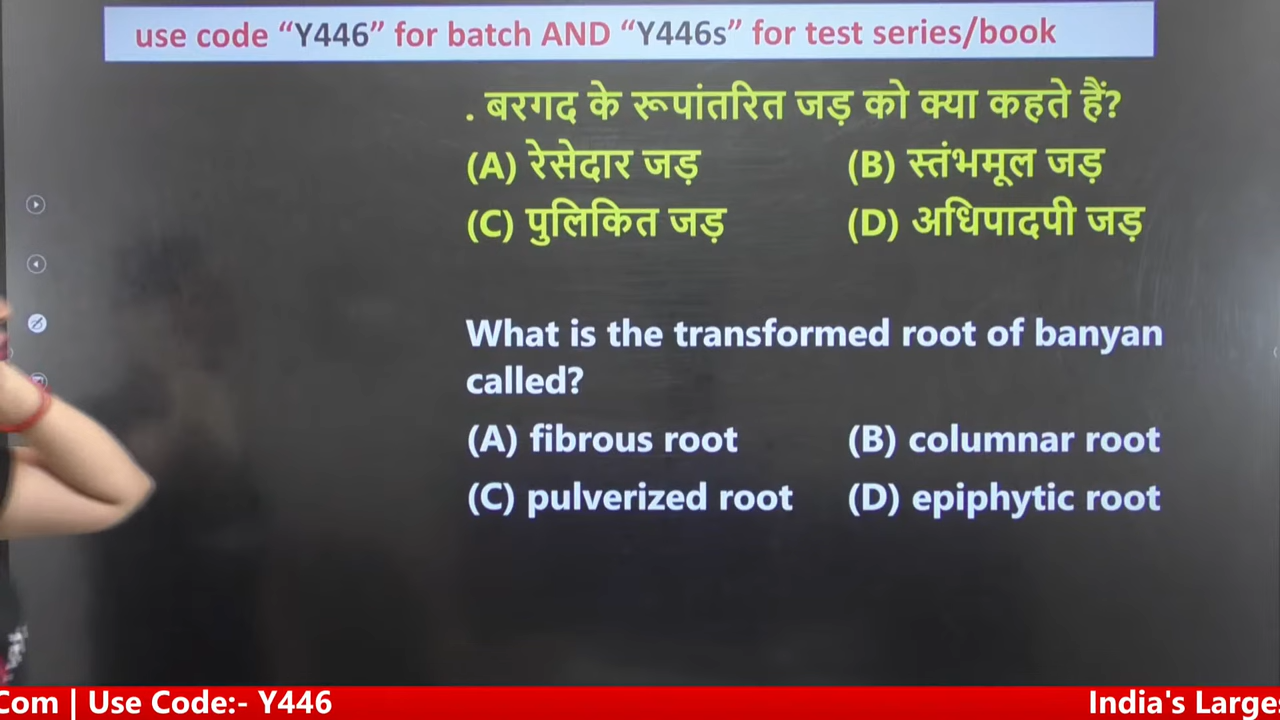 use code “Y446” for batch AND “Y446s” for test series/book
. बरगद के रूपांतरित जड़ को क्या कहते हैं?
(A) रेसेदार जड़ (B) स्तंभमूल जड़
(C) पुलिकित जड़ (D) अधिपादपी जड़
What is the transformed root of banyan
called?
(A) fibrous root (B) columnar root
(C) pulverized root (D) epiphytic root
Com | Use Code:- Y446 India's Large